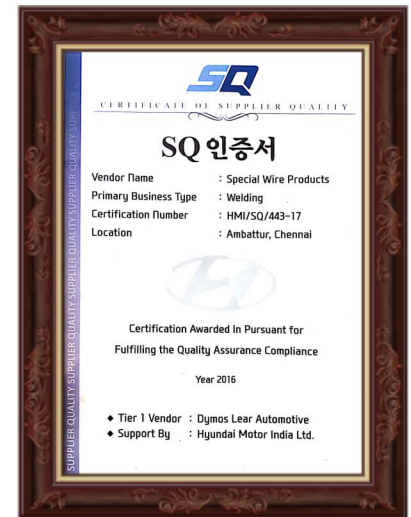 SQ
CERTIFICATE OF SUPPLIER QUALITY
SQ 인증서
Vendor Name : Special Wire Products
Primary Business Type : Welding
Certification Number : HMI/SQ/443-17
Location : Ambattur, Chennai
Certification Awarded In Pursuant for
Fulfilling the Quality Assurance Compliance
Year 2016
◆ Tier 1 Vendor : Dymos Lear Automotive
◆ Support By : Hyundai Motor India Ltd.
SUPPLIER QUALITY SUPPLIER QUALITY SUPPLIER QUALITY SUPPLIER QUALITY